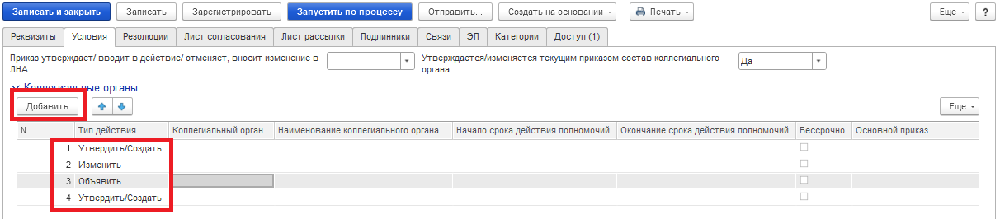 Записать и закрыть Записать Зарегистрировать Запустить по процессу Отправить... Создать на основании Печать Еще ?
Реквизиты Условия Резолюции Лист согласования Лист рассылки Подлинники Связи ЭП Категории Доступ (1)
Приказ утверждает/ вводит в действие/ отменяет, вносит изменение в ЛНА:
Утверждается/изменяется текущим приказом состав коллегиального органа: Да
Коллегиальные органы
Добавить Еще
N Тип действия Коллегиальный орган Наименование коллегиального органа Начало срока действия полномочий Окончание срока действия полномочий Бессрочно Основной приказ
1 Утвердить/Создать
2 Изменить
3 Объявить
4 Утвердить/Создать